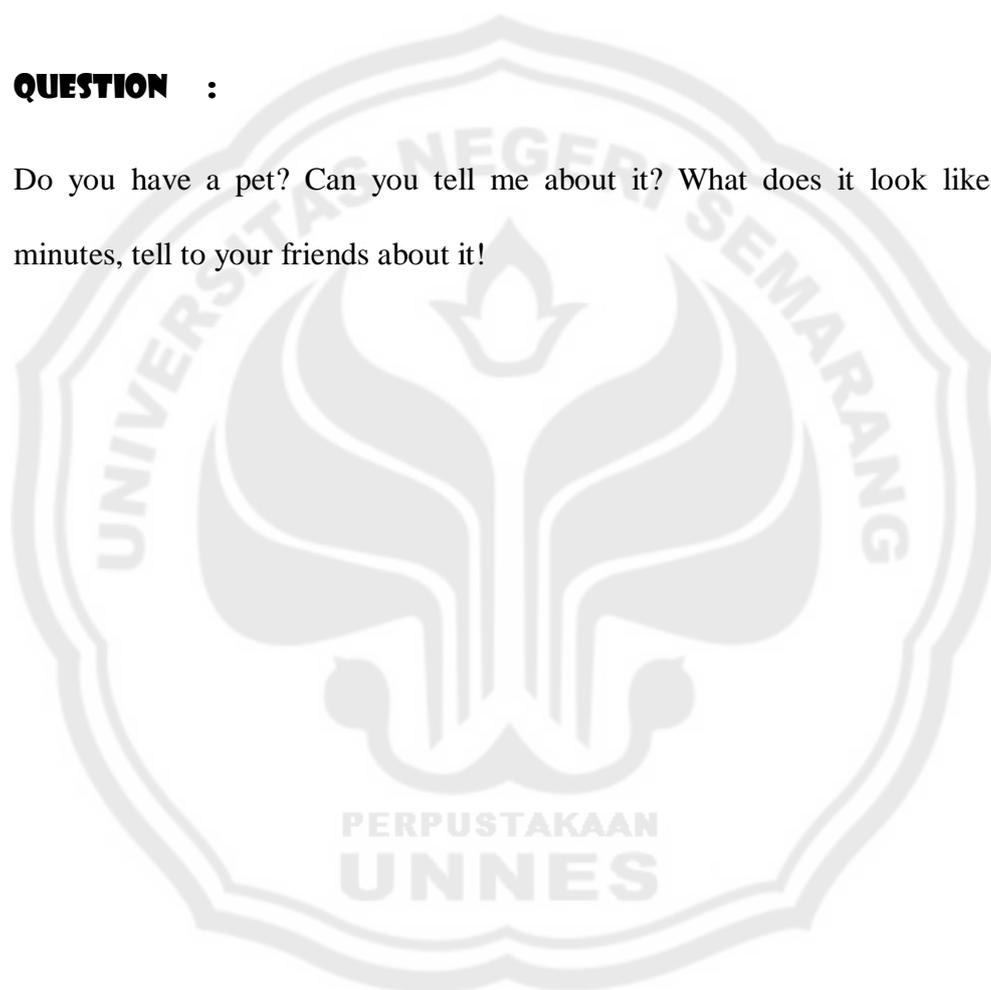 QUESTION :
Do you have a pet? Can you tell me about it? What does it look like
minutes, tell to your friends about it!
UNIVERSITAS NEGERI SEMARANG
PERPUSTAKAAN
UNNES